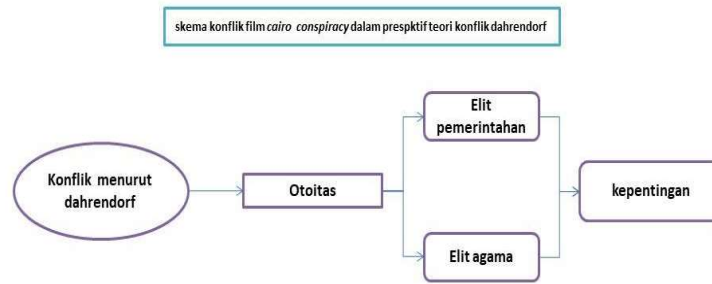 skema konflik film cairo conspiracy dalam prespktif teori konflik dahrendorf
Konflik menurut
dahrendorf
Otoitas
Elit
pemerintahan
Elit agama
kepentingan